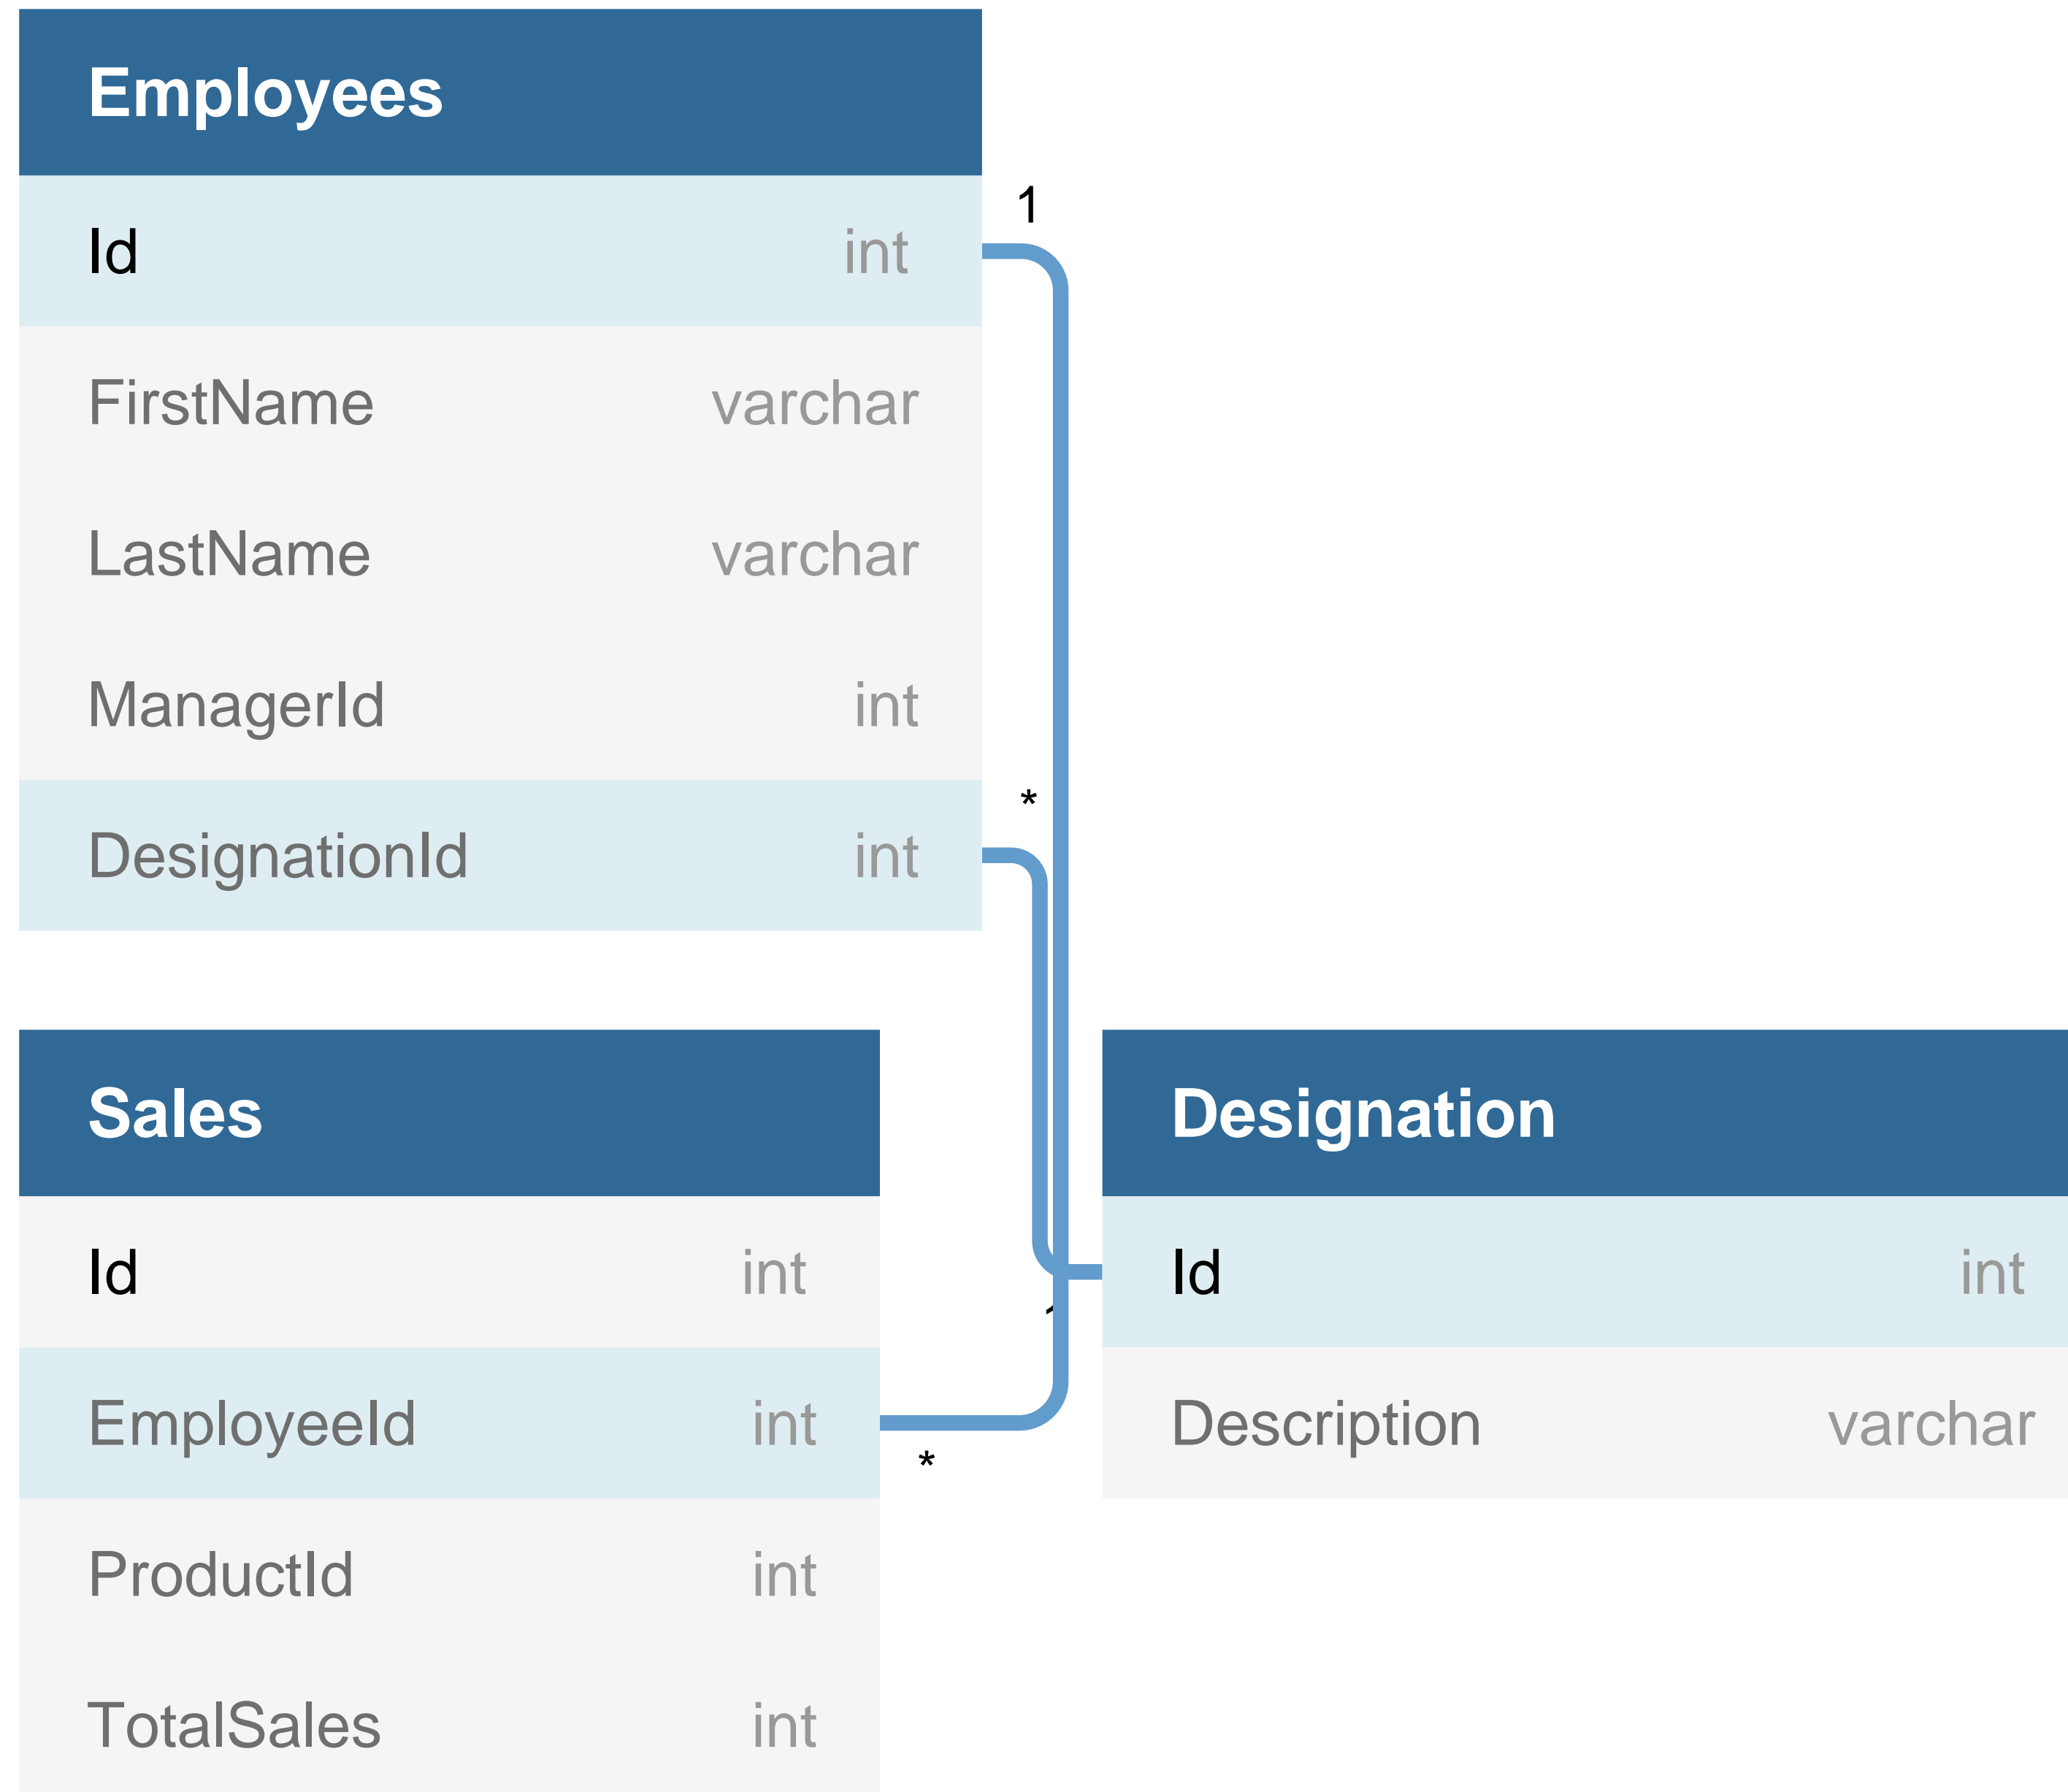 Employees
1
Id int
FirstName varchar
LastName varchar
ManagerId int
*
DesignationId int
Sales
Designation
Id int
Id int
1
EmployeeId int
Description varchar
*
ProductId int
TotalSales int